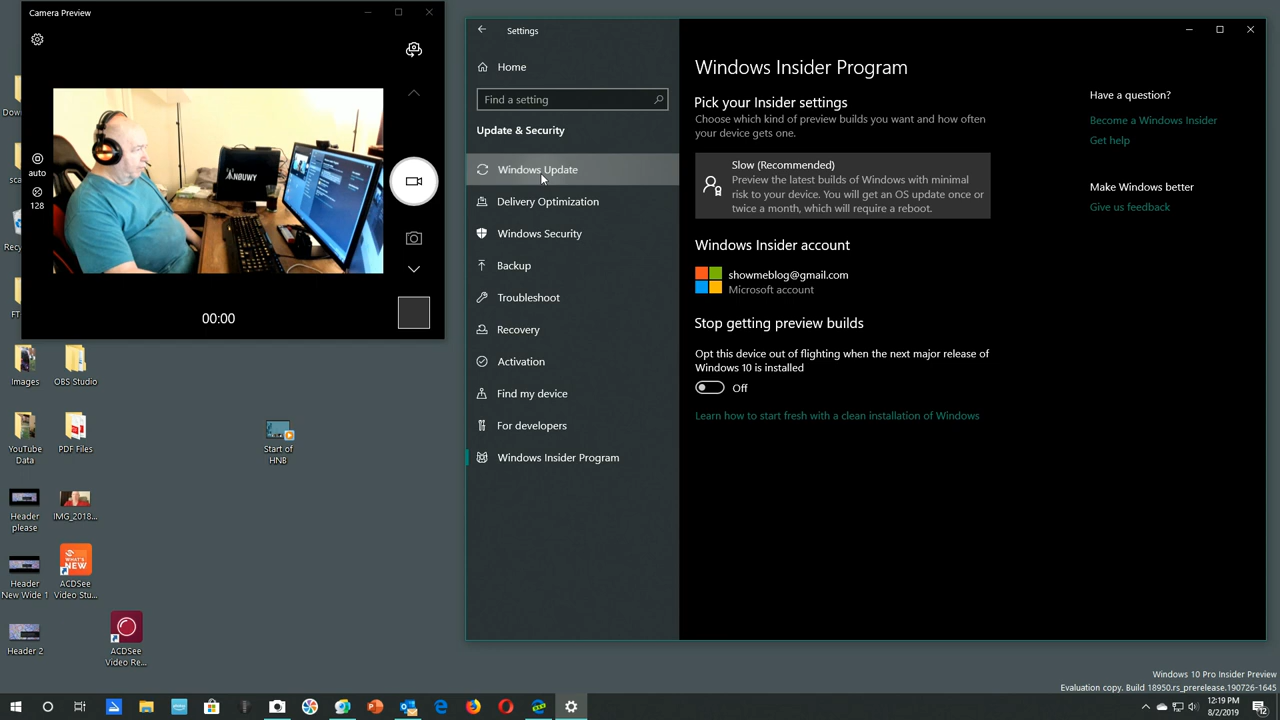 Camera Preview
auto
128
00:00
ANOUWY
Images
OBS Studio
YouTube
Data
PDF Files
Start of
HNB
Header
please
IMG_2018...
Header
New Wide 1
WHAT'S
NEW
ACDSee
Video Stu...
Header 2
ACDSee
Video Re...
Settings
Home
Find a setting
Update & Security
Windows Update
Delivery Optimization
Windows Security
Backup
Troubleshoot
Recovery
Activation
Find my device
For developers
Windows Insider Program
Windows Insider Program
Pick your Insider settings
Choose which kind of preview builds you want and how often
your device gets one.
Slow (Recommended)
Preview the latest builds of Windows with minimal
risk to your device. You will get an OS update once or
twice a month, which will require a reboot.
Windows Insider account
showmeblog@gmail.com
Microsoft account
Stop getting preview builds
Opt this device out of flighting when the next major release of
Windows 10 is installed
Off
Learn how to start fresh with a clean installation of Windows
Have a question?
Become a Windows Insider
Get help
Make Windows better
Give us feedback
Windows 10 Pro Insider Preview
Evaluation copy. Build 18950.rs_prerelease.190726-1645
12:19 PM
8/2/2019
12